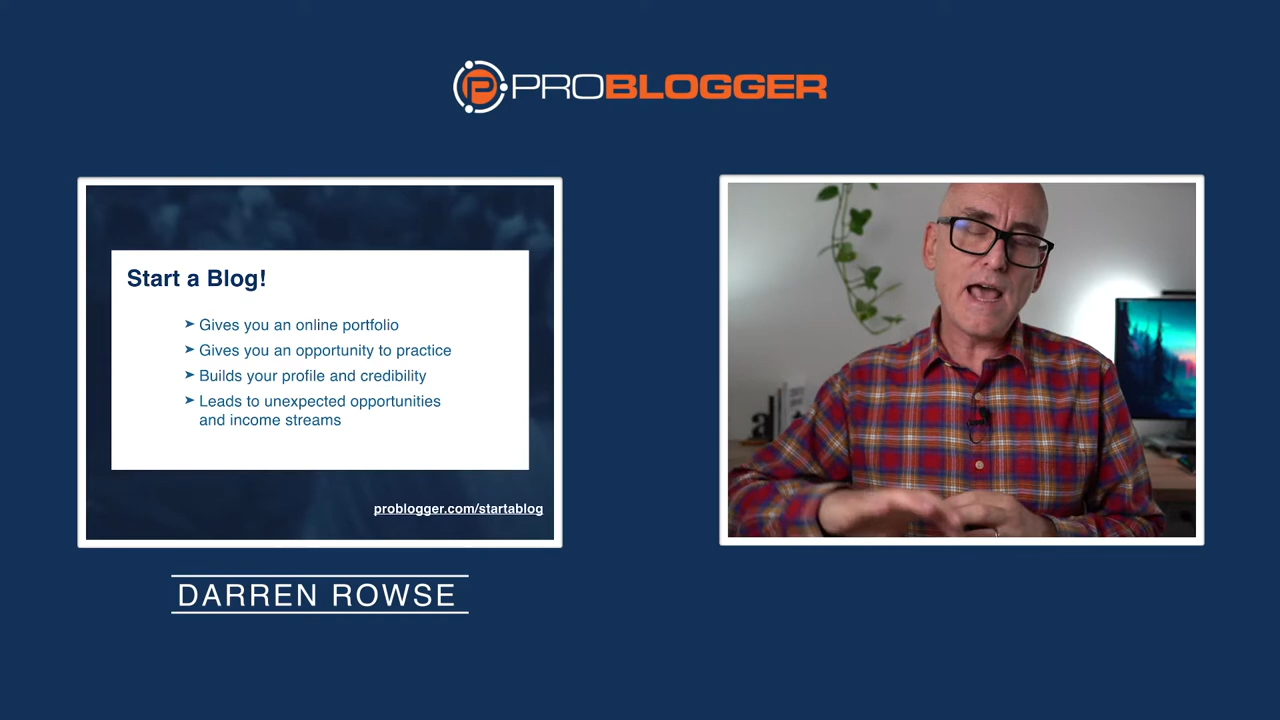 PROBLOGGER
Start a Blog!
➤ Gives you an online portfolio
➤ Gives you an opportunity to practice
➤ Builds your profile and credibility
➤ Leads to unexpected opportunities
and income streams
problogger.com/startablog
DARREN ROWSE